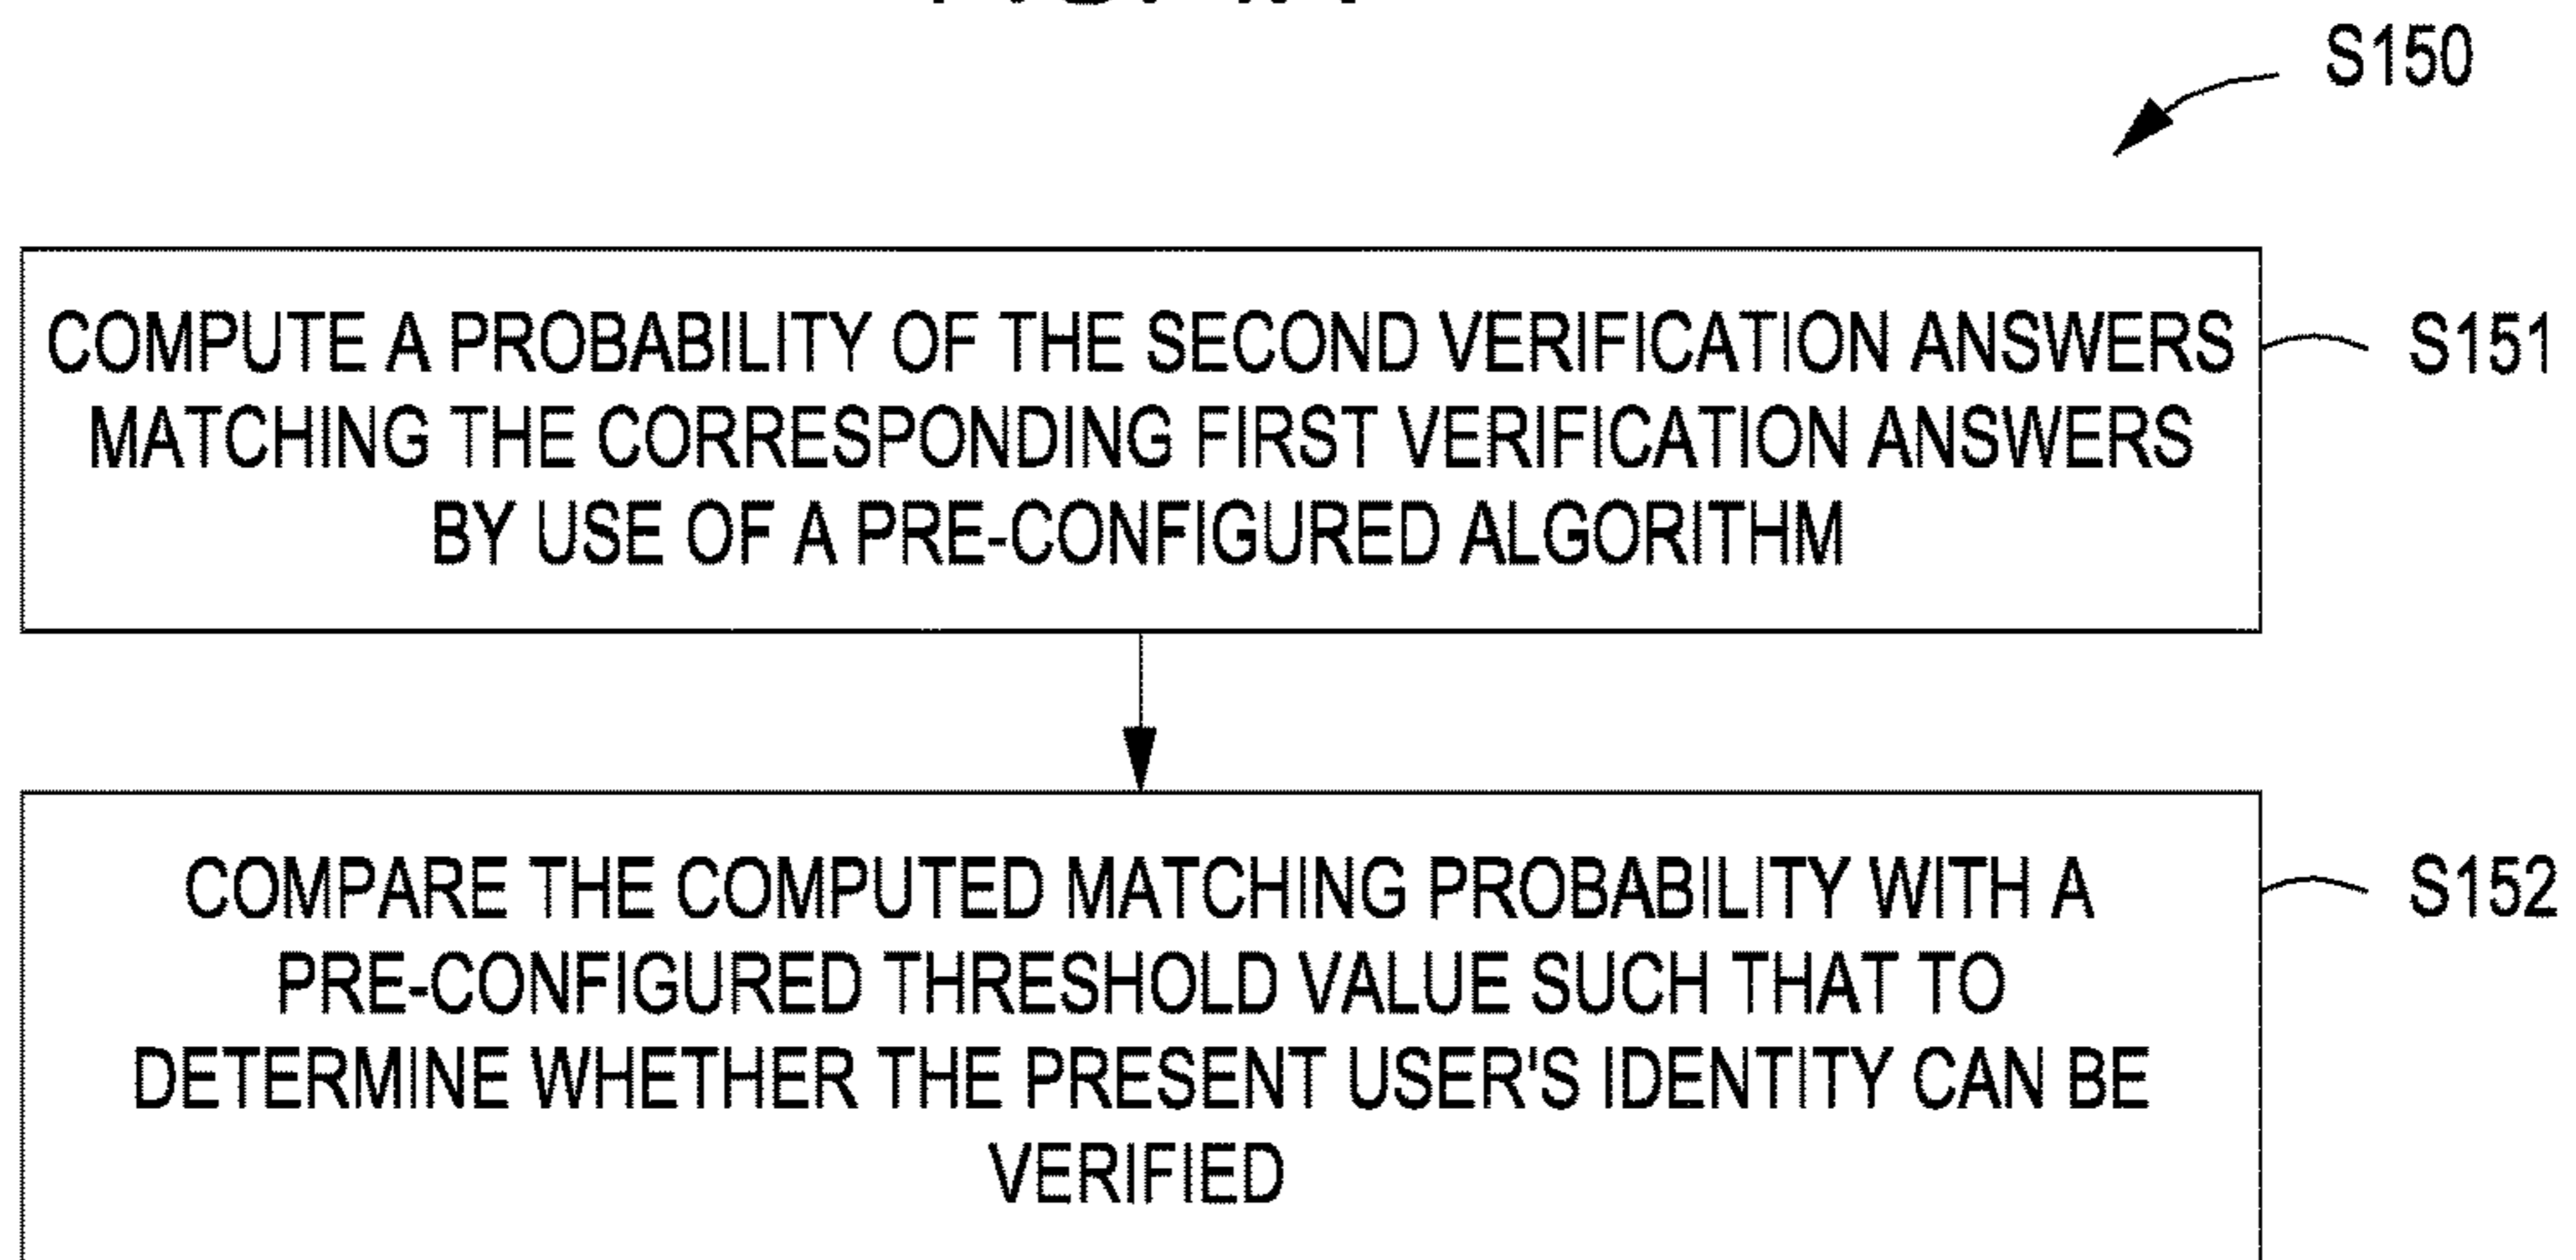 S150
COMPUTE A PROBABILITY OF THE SECOND VERIFICATION ANSWERS
S151
MATCHING THE CORRESPONDING FIRST VERIFICATION ANSWERS
BY USE OF A PRE-CONFIGURED ALGORITHM
COMPARE THE COMPUTED MATCHING PROBABILITY WITH A
S152
PRE-CONFIGURED THRESHOLD VALUE SUCH THAT TO
DETERMINE WHETHER THE PRESENT USER'S IDENTITY CAN BE
VERIFIED